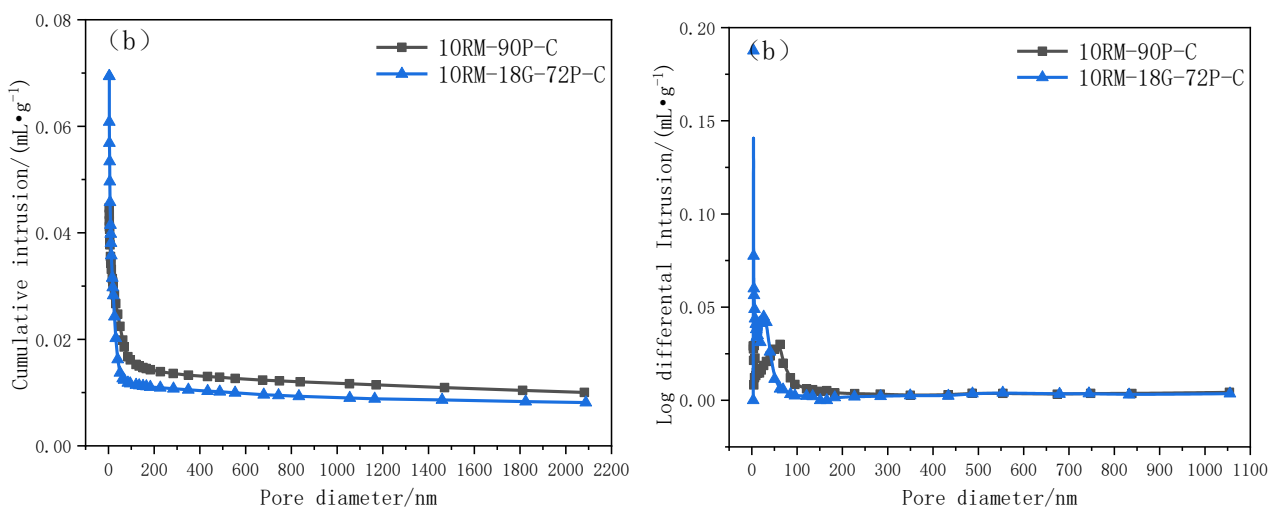 (b)
10RM-90P-C
10RM-18G-72P-C
Cumulative intrusion/(mL•g⁻¹)
0.08
0.06
0.04
0.02
0.00
0 200 400 600 800 1000 1200 1400 1600 1800 2000 2200
Pore diameter/nm
(b)
10RM-90P-C
10RM-18G-72P-C
Log differental Intrusion/(mL•g⁻¹)
0.20
0.15
0.10
0.05
0.00
0 100 200 300 400 500 600 700 800 900 1000 1100
Pore diameter/nm